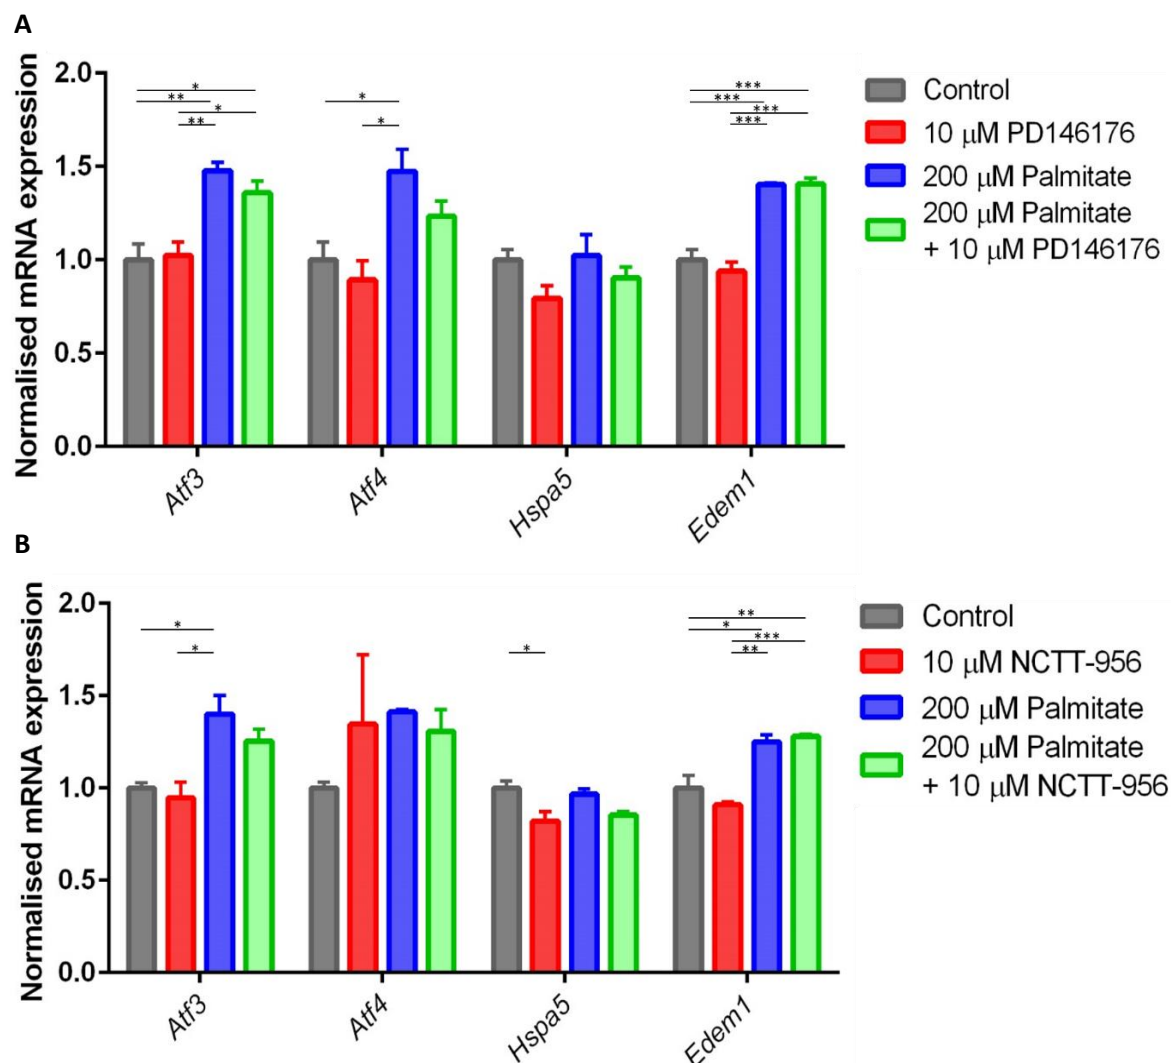 A
Normalised mRNA expression
2.0
1.5
1.0
0.5
0.0
* ** * **
* *
*** *** *** ***
Atf3 Atf4 Hspa5 Edem1
Control
10 μM PD146176
200 μM Palmitate
200 μM Palmitate
+ 10 μM PD146176
B
Normalised mRNA expression
2.0
1.5
1.0
0.5
0.0
* *
*
** * *** **
Atf3 Atf4 Hspa5 Edem1
Control
10 μM NCTT-956
200 μM Palmitate
200 μM Palmitate
+ 10 μM NCTT-956